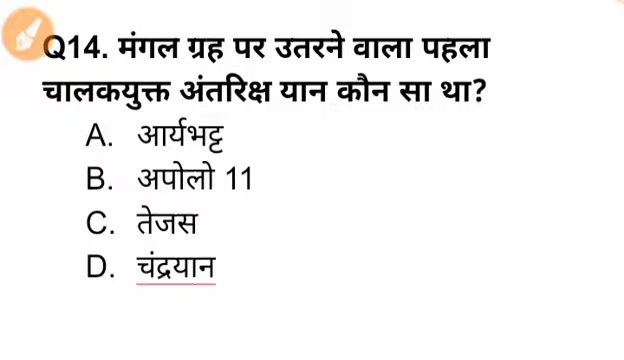 Q14. मंगल ग्रह पर उतरने वाला पहला
चालकयुक्त अंतरिक्ष यान कौन सा था?
A. आर्यभट्ट
B. अपोलो 11
C. तेजस
D. चंद्रयान